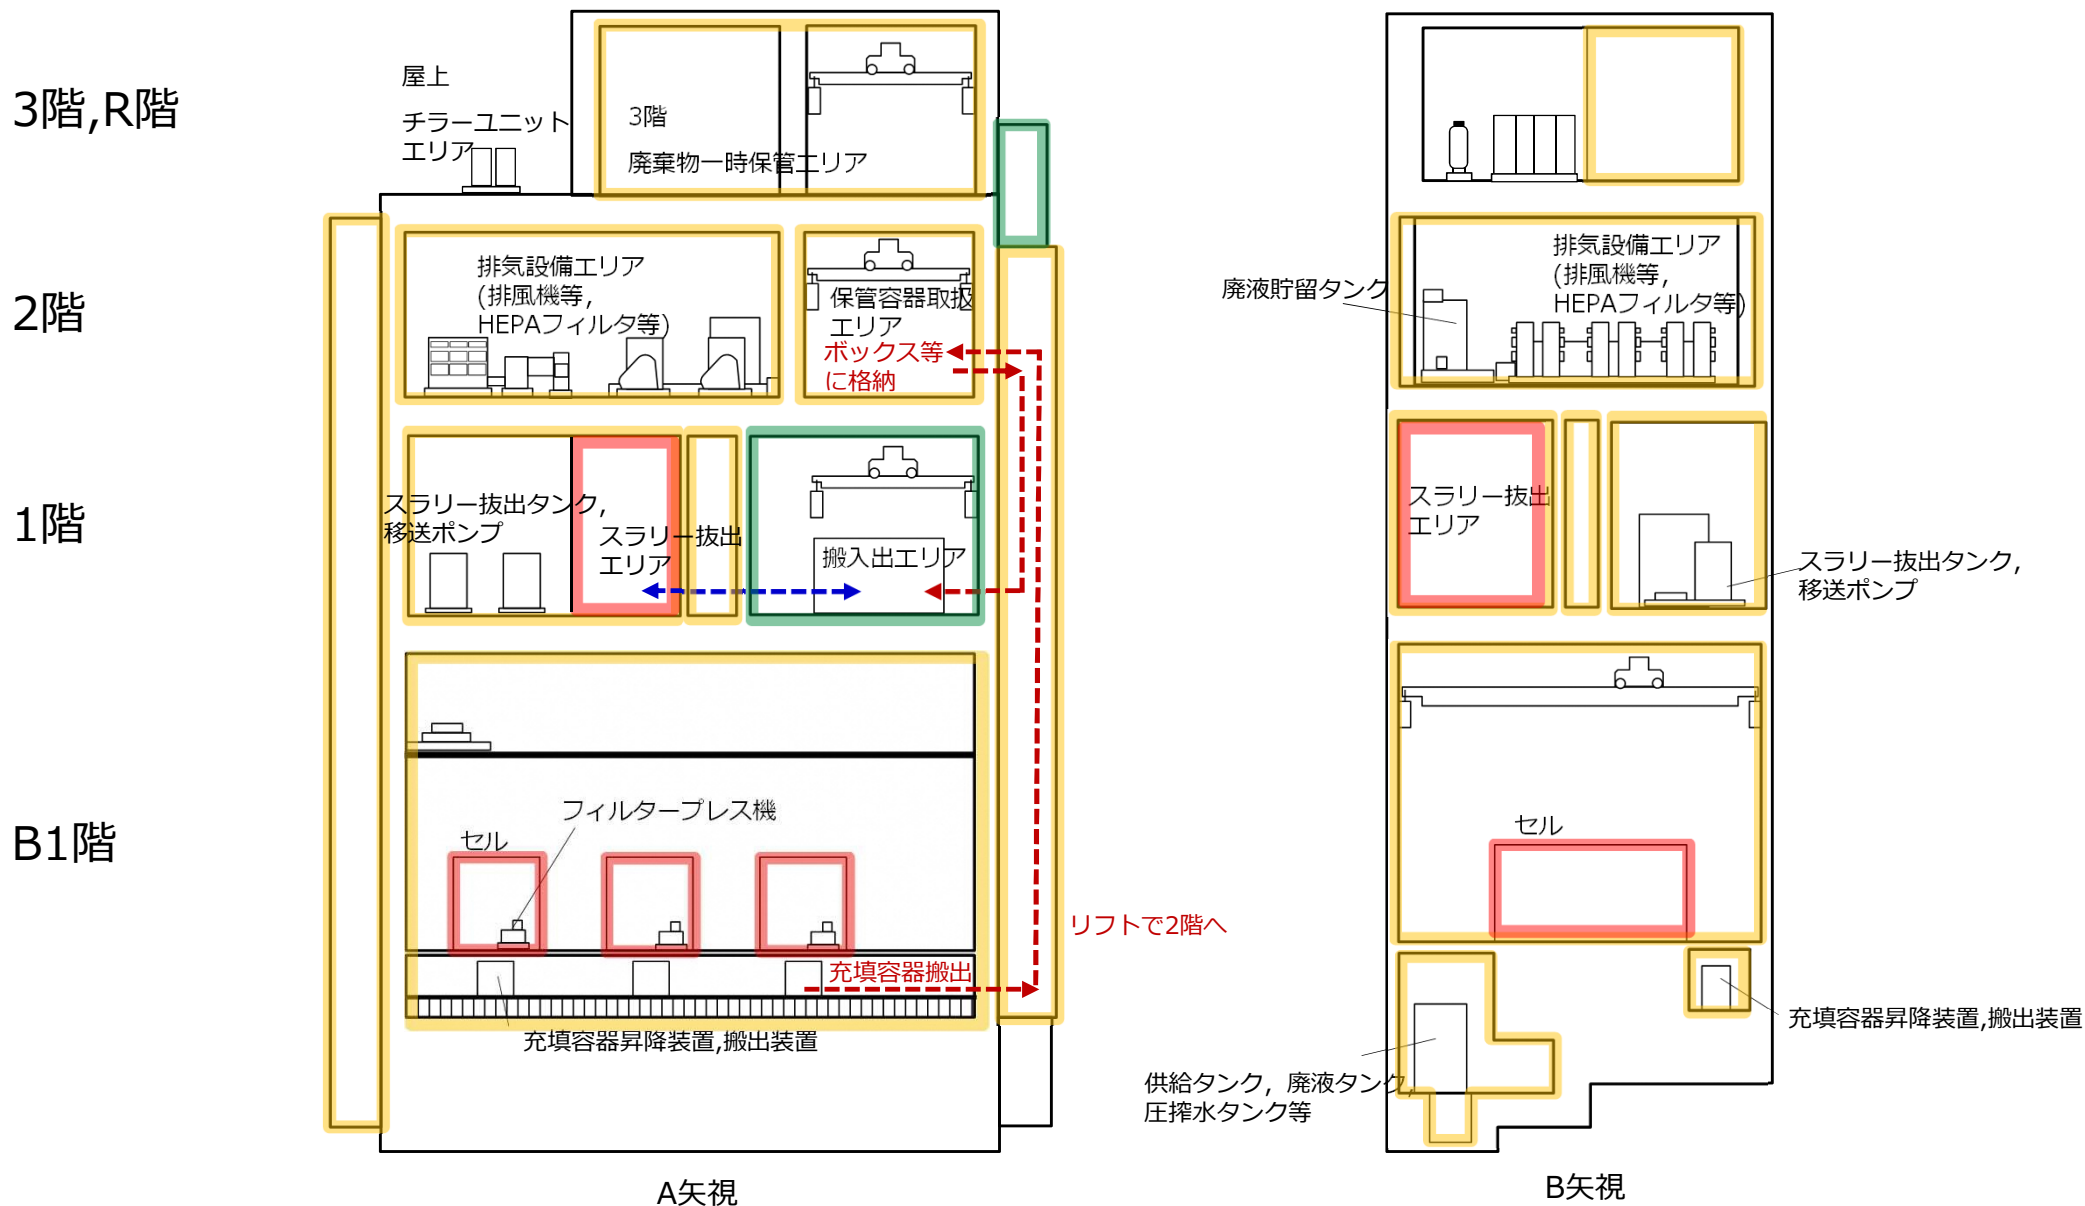 3階,R階
屋上
チラーユニット
エリア
3階
廃棄物一時保管エリア
2階
排気設備エリア
(排風機等,
HEPAフィルタ等)
保管容器取扱
エリア
ボックス等
に格納
廃液貯留タンク
排気設備エリア
(排風機等,
HEPAフィルタ等)
1階
スラリー抜出タンク,
移送ポンプ
スラリー抜出
エリア
搬入出エリア
スラリー抜出
エリア
スラリー抜出タンク,
移送ポンプ
B1階
フィルタープレス機
セル
リフトで2階へ
充填容器搬出
充填容器昇降装置,搬出装置
セル
充填容器昇降装置,搬出装置
供給タンク, 廃液タンク,
圧搾水タンク等
A矢視
B矢視